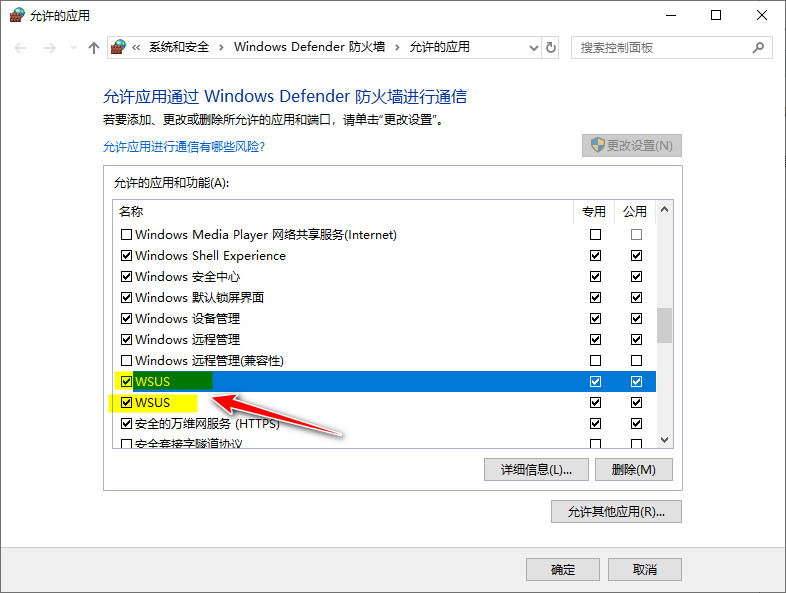 允许的应用
« 系统和安全 › Windows Defender 防火墙 › 允许的应用
搜索控制面板
允许应用通过 Windows Defender 防火墙进行通信
若要添加、更改或删除所允许的应用和端口，请单击"更改设置"。
允许应用进行通信有哪些风险?
更改设置(N)
允许的应用和功能(A):
名称 专用 公用
Windows Media Player 网络共享服务(Internet)
Windows Shell Experience
Windows 安全中心
Windows 默认锁屏界面
Windows 设备管理
Windows 远程管理
Windows 远程管理(兼容性)
WSUS
WSUS
安全的万维网服务 (HTTPS)
安全套接字隧道协议
详细信息(L)... 删除(M)
允许其他应用(R)...
确定 取消